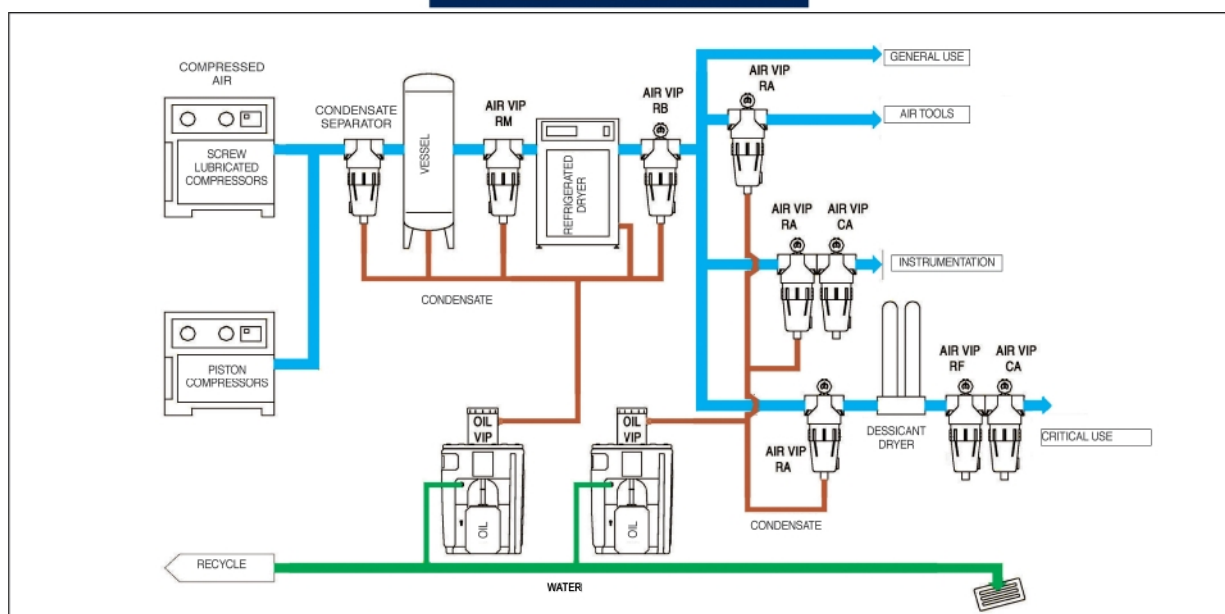 COMPRESSED
AIR
SCREW
LUBRICATED
COMPRESSORS
CONDENSATE
SEPARATOR
VESSEL
AIR VIP
RM
REFRIGERATED
DRYER
AIR VIP
RB
AIR VIP
RA
GENERAL USE
AIR TOOLS
AIR VIP
RA
AIR VIP
CA
INSTRUMENTATION
CONDENSATE
PISTON
COMPRESSORS
OIL
VIP
OIL
OIL
VIP
OIL
AIR VIP
RA
DESSICANT
DRYER
AIR VIP
RF
AIR VIP
CA
CRITICAL USE
CONDENSATE
RECYCLE
WATER